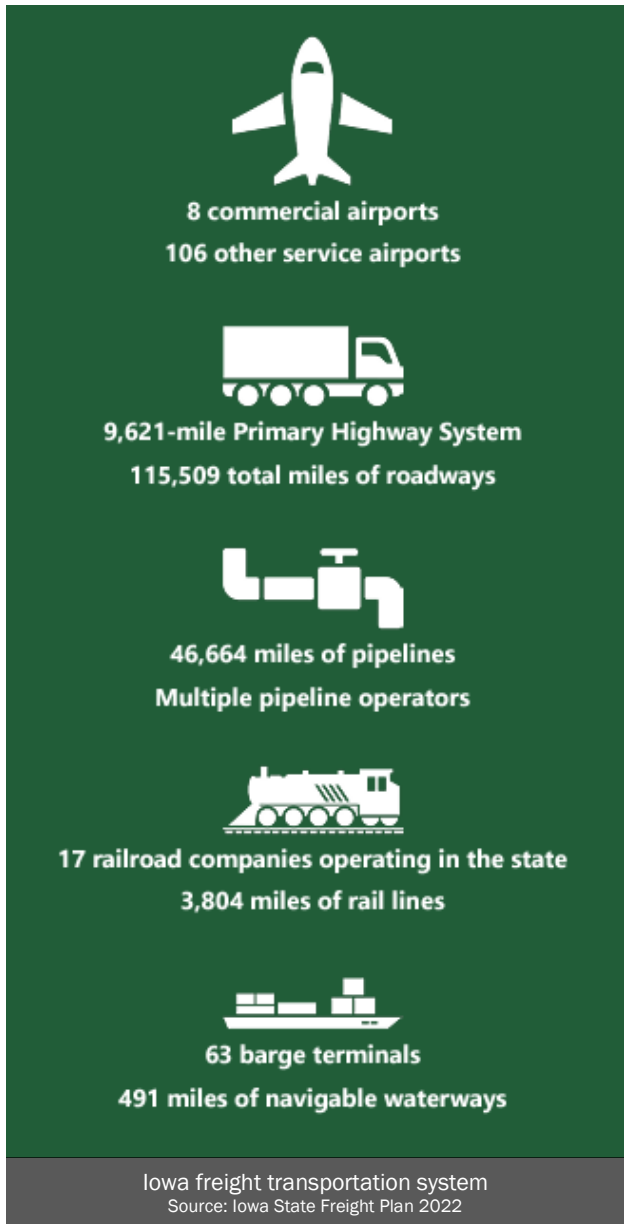 8 commercial airports
106 other service airports
9,621-mile Primary Highway System
115,509 total miles of roadways
46,664 miles of pipelines
Multiple pipeline operators
17 railroad companies operating in the state
3,804 miles of rail lines
63 barge terminals
491 miles of navigable waterways
Iowa freight transportation system
Source: Iowa State Freight Plan 2022